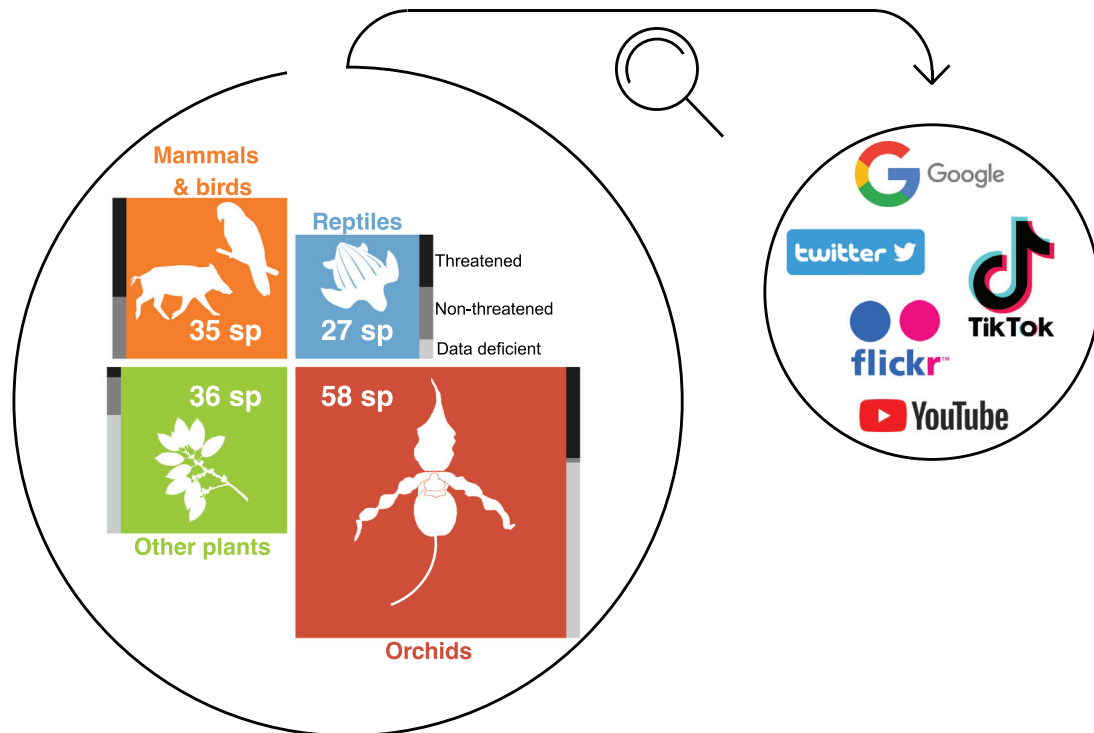 Mammals
& birds
35 sp
Reptiles
27 sp
Threatened
Non-threatened
Data deficient
36 sp
Other plants
58 sp
Orchids
G Google
twitter
TikTok
flickr™
YouTube